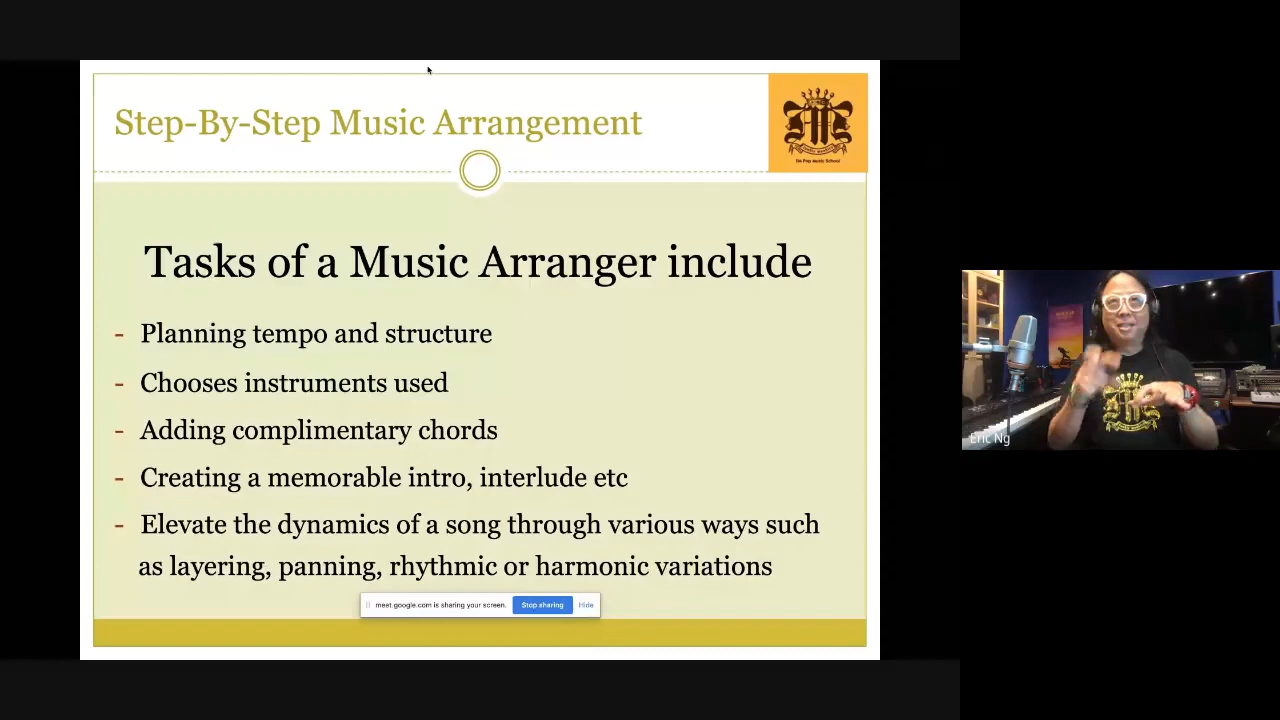 Step-By-Step Music Arrangement
Tasks of a Music Arranger include
- Planning tempo and structure
- Chooses instruments used
- Adding complimentary chords
- Creating a memorable intro, interlude etc
- Elevate the dynamics of a song through various ways such
as layering, panning, rhythmic or harmonic variations
meet.google.com is sharing your screen. Stop sharing Hide
Eric Ng